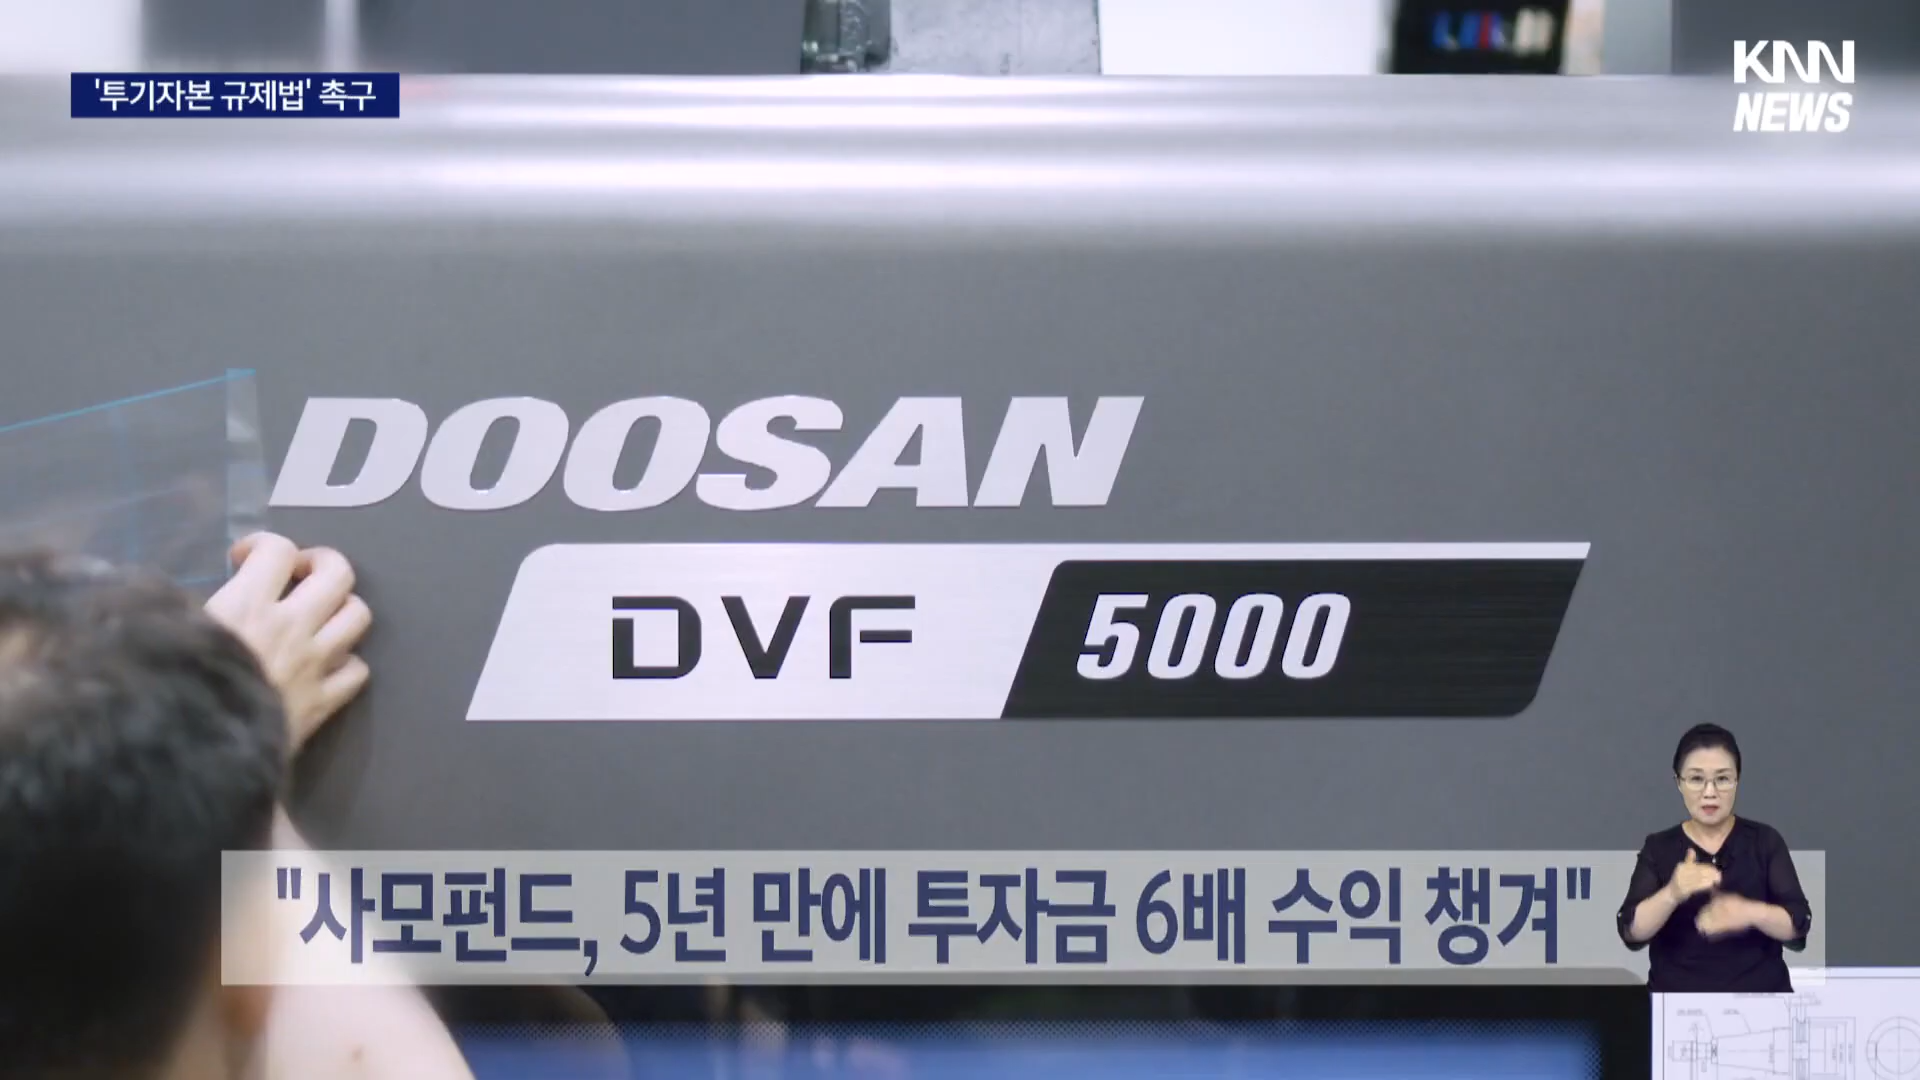 '투기자본 규제법' 촉구
KNN
NEWS
DOOSAN
DVF 5000
"사모펀드, 5년 만에 투자금 6배 수익 챙겨"